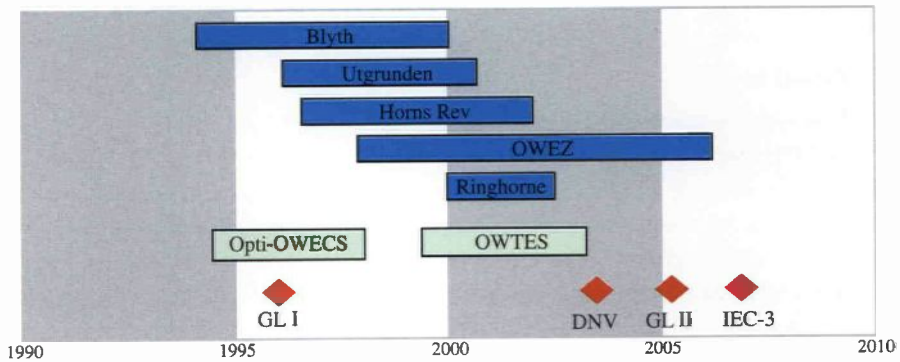 Blyth
Utgrunden
Horns Rev
OWEZ
Ringhorne
Opti-OWECS OWTES
GL I DNV GL II IEC-3
1990 1995 2000 2005 2010